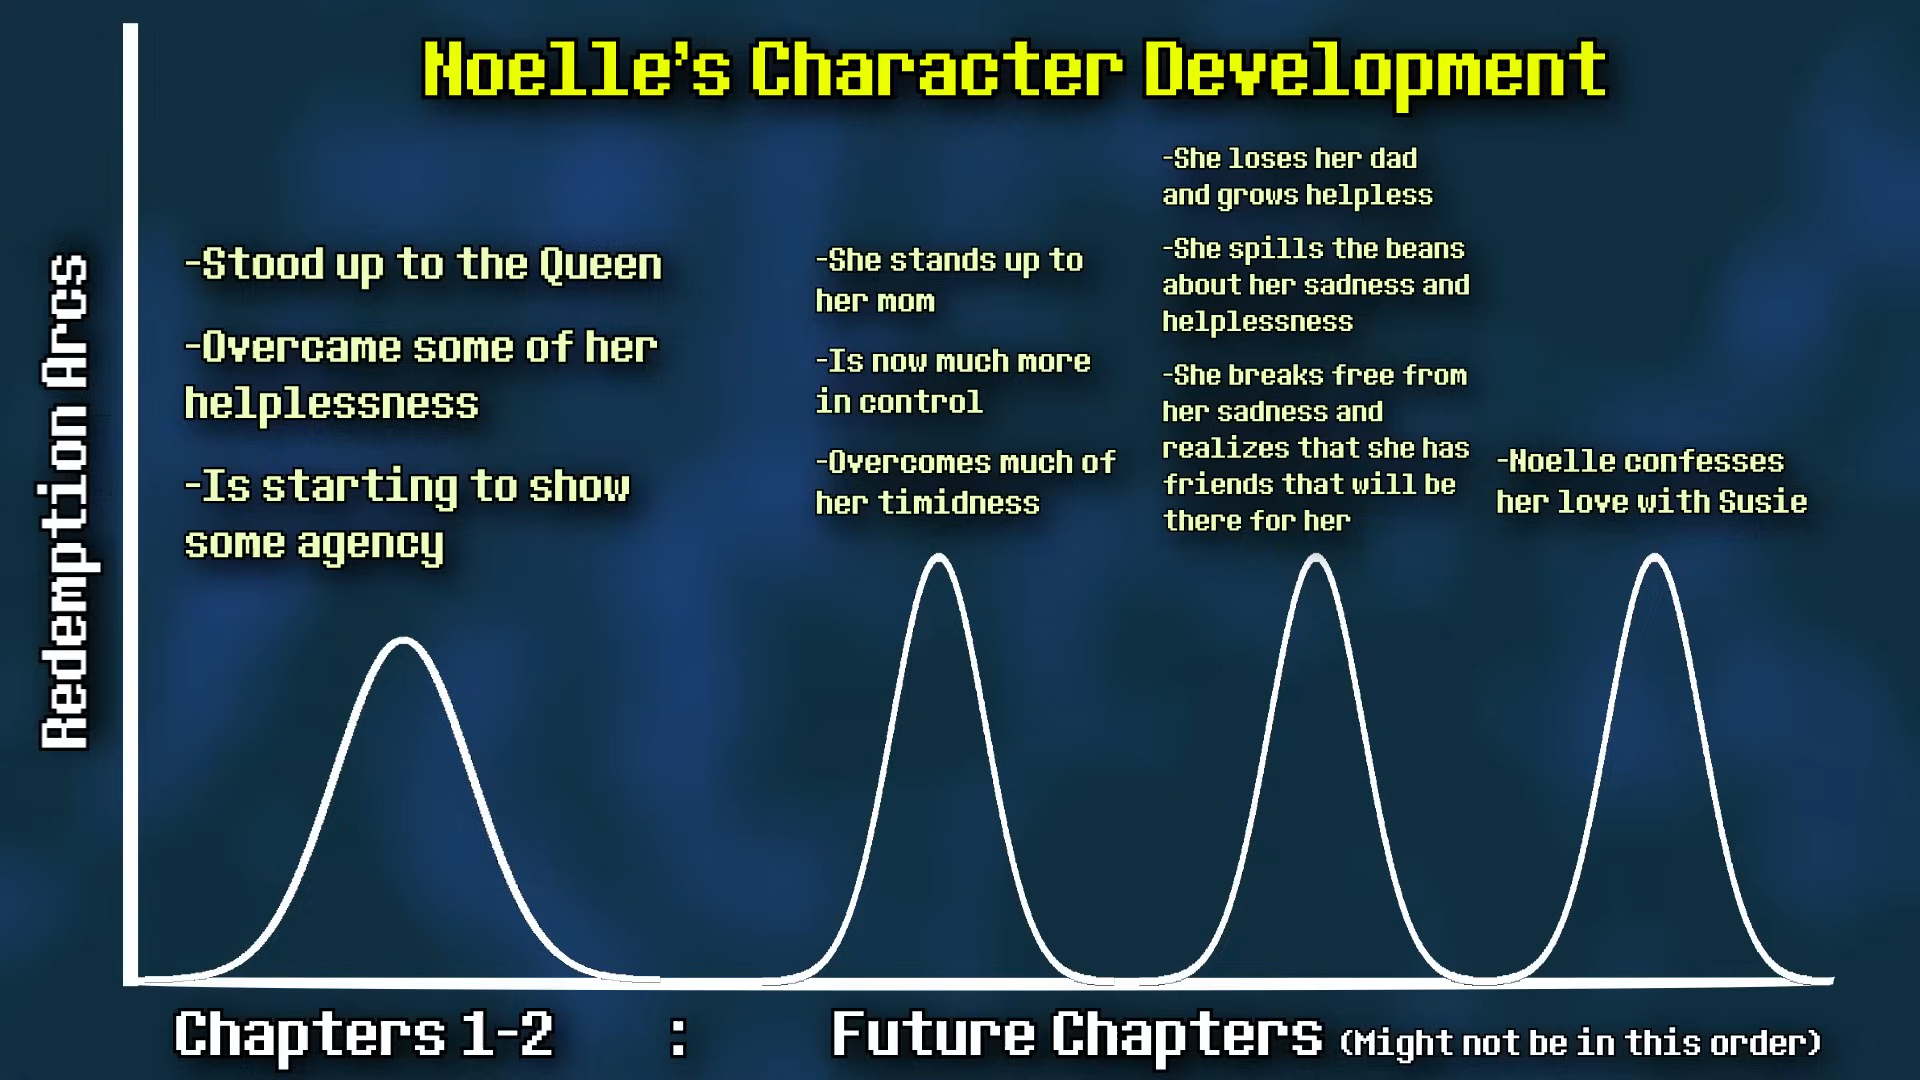 Noelle's Character Development
Redemption Arcs
-Stood up to the Queen
-Overcame some of her
helplessness
-Is starting to show
some agency
-She stands up to
her mom
-Is now much more
in control
-Overcomes much of
her timidness
-She loses her dad
and grows helpless
-She spills the beans
about her sadness and
helplessness
-She breaks free from
her sadness and
realizes that she has
friends that will be
there for her
-Noelle confesses
her love with Susie
Chapters 1-2 : Future Chapters (Might not be in this order)